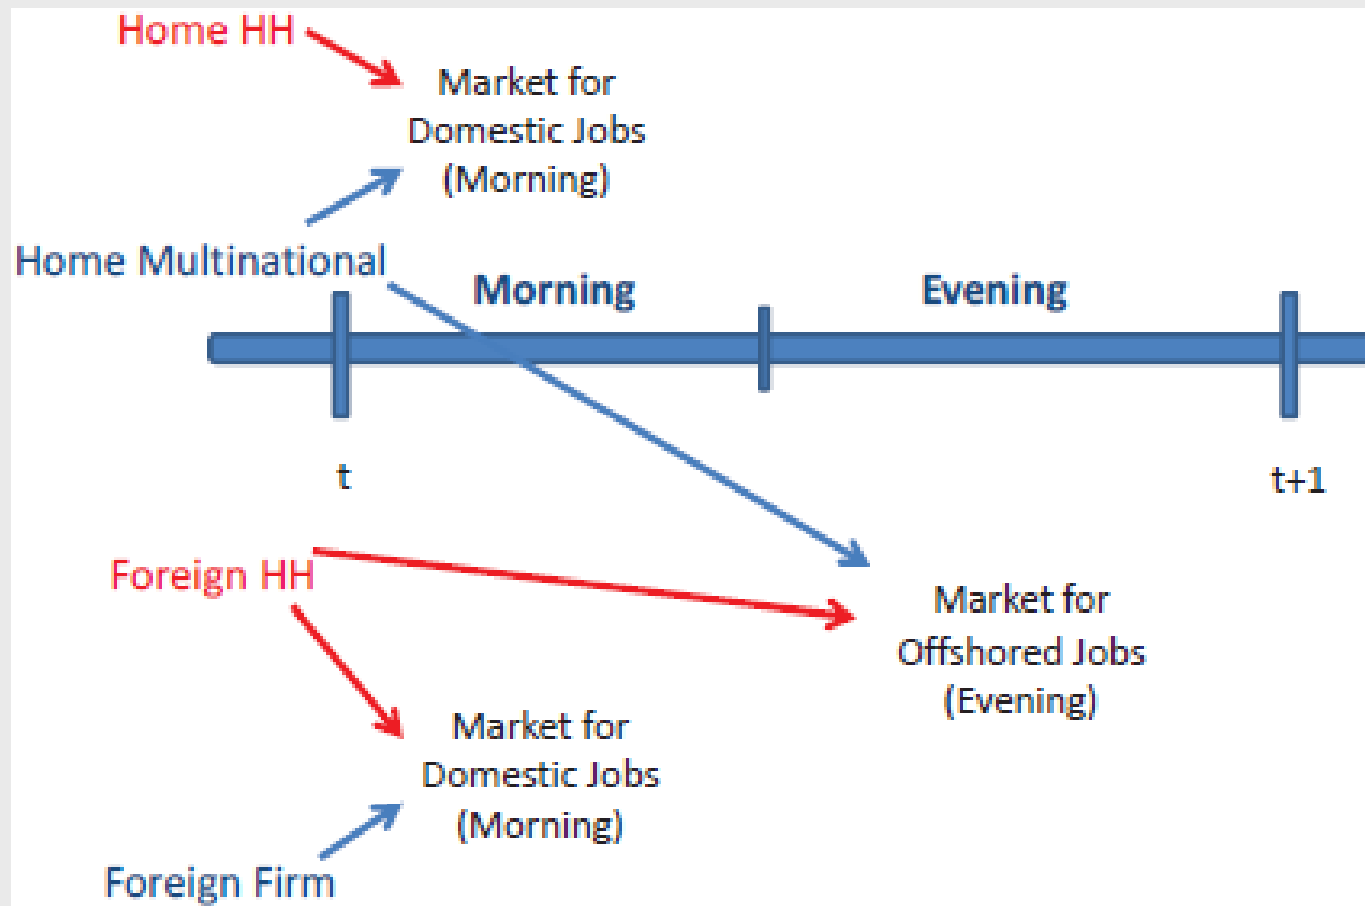 Home HH
Market for
Domestic Jobs
(Morning)
Home Multinational
Morning
Evening
t
t+1
Foreign HH
Market for
Offshored Jobs
(Evening)
Market for
Domestic Jobs
(Morning)
Foreign Firm